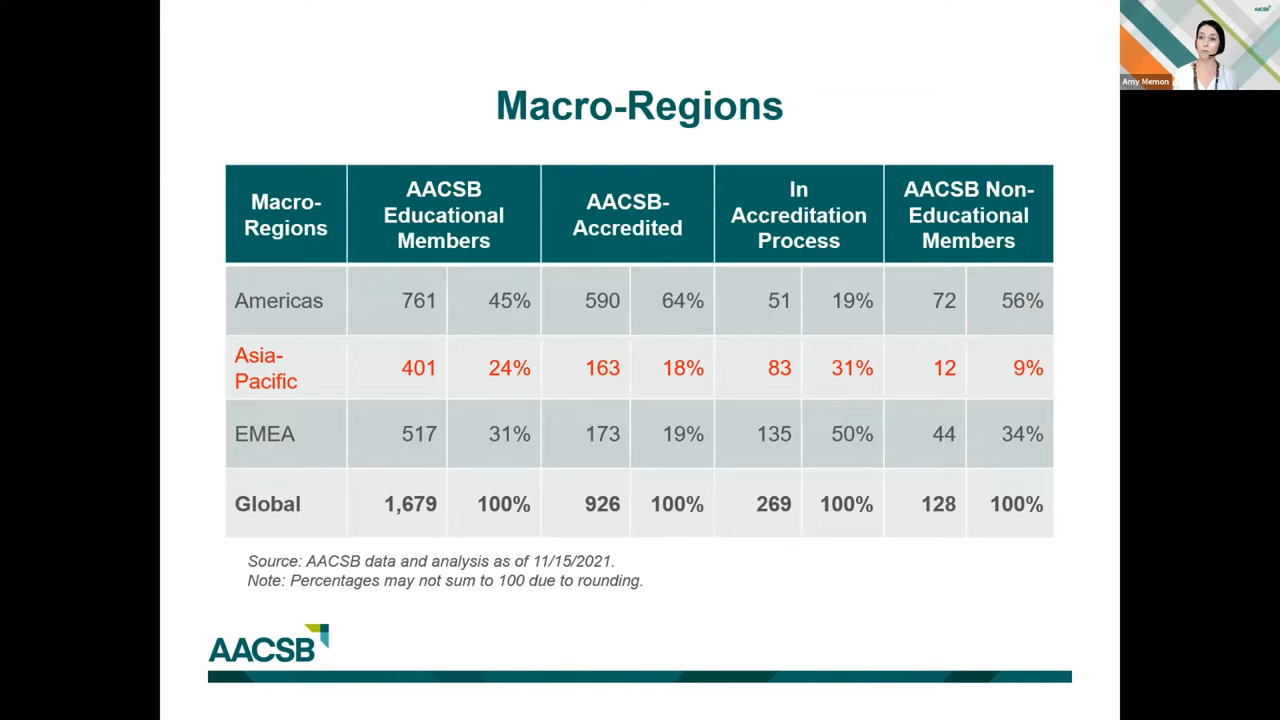 AACSB
Amy Memon
Macro-Regions
Macro-
Regions
AACSB
Educational
Members
AACSB-
Accredited
In
Accreditation
Process
AACSB Non-
Educational
Members
Americas 761 45% 590 64% 51 19% 72 56%
Asia-
Pacific 401 24% 163 18% 83 31% 12 9%
EMEA 517 31% 173 19% 135 50% 44 34%
Global 1,679 100% 926 100% 269 100% 128 100%
Source: AACSB data and analysis as of 11/15/2021.
Note: Percentages may not sum to 100 due to rounding.
AACSB